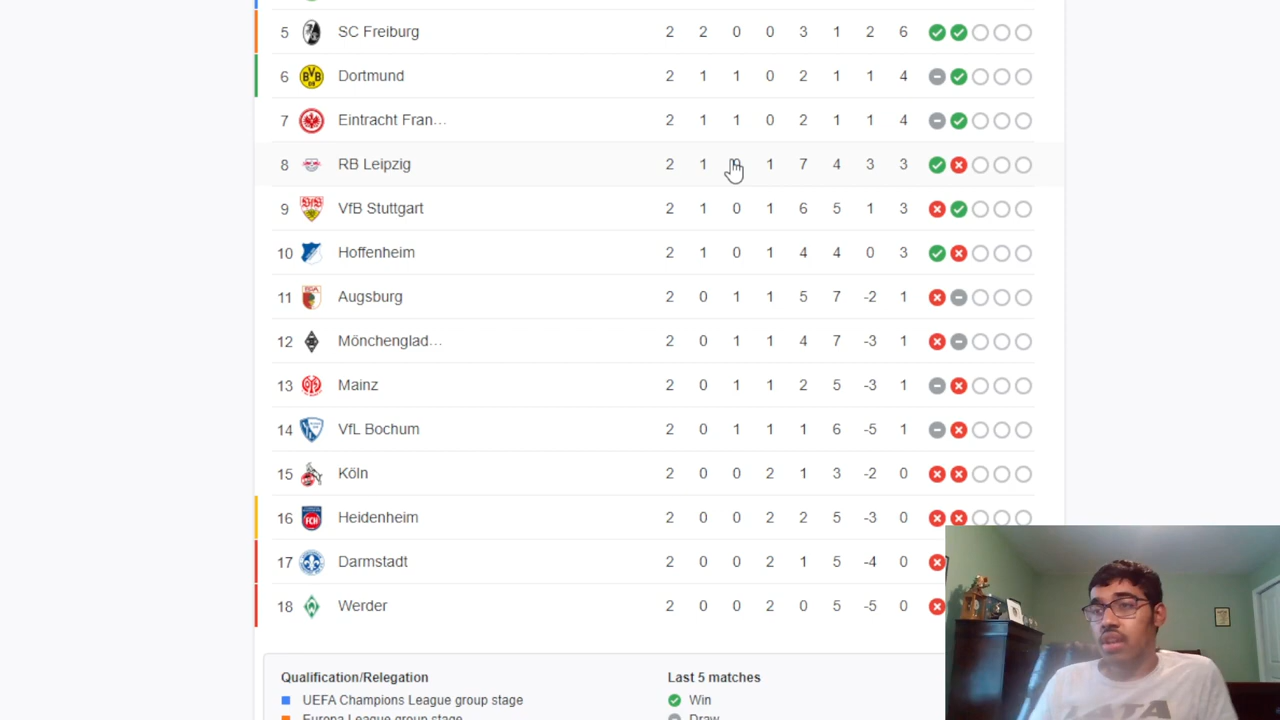 5 SC Freiburg 2 2 0 0 3 1 2 6
6 Dortmund 2 1 1 0 2 1 1 4
7 Eintracht Fran... 2 1 1 0 2 1 1 4
8 RB Leipzig 2 1 1 7 4 3 3
9 VfB Stuttgart 2 1 0 1 6 5 1 3
10 Hoffenheim 2 1 0 1 4 4 0 3
11 Augsburg 2 0 1 1 5 7 -2 1
12 Mönchenglad... 2 0 1 1 4 7 -3 1
13 Mainz 2 0 1 1 2 5 -3 1
14 VfL Bochum 2 0 1 1 1 6 -5 1
15 Köln 2 0 0 2 1 3 -2 0
16 Heidenheim 2 0 0 2 2 5 -3 0
17 Darmstadt 2 0 0 2 1 5 -4 0
18 Werder 2 0 0 2 0 5 -5 0
Qualification/Relegation
UEFA Champions League group stage
Europa League group stage
Last 5 matches
Win
Draw